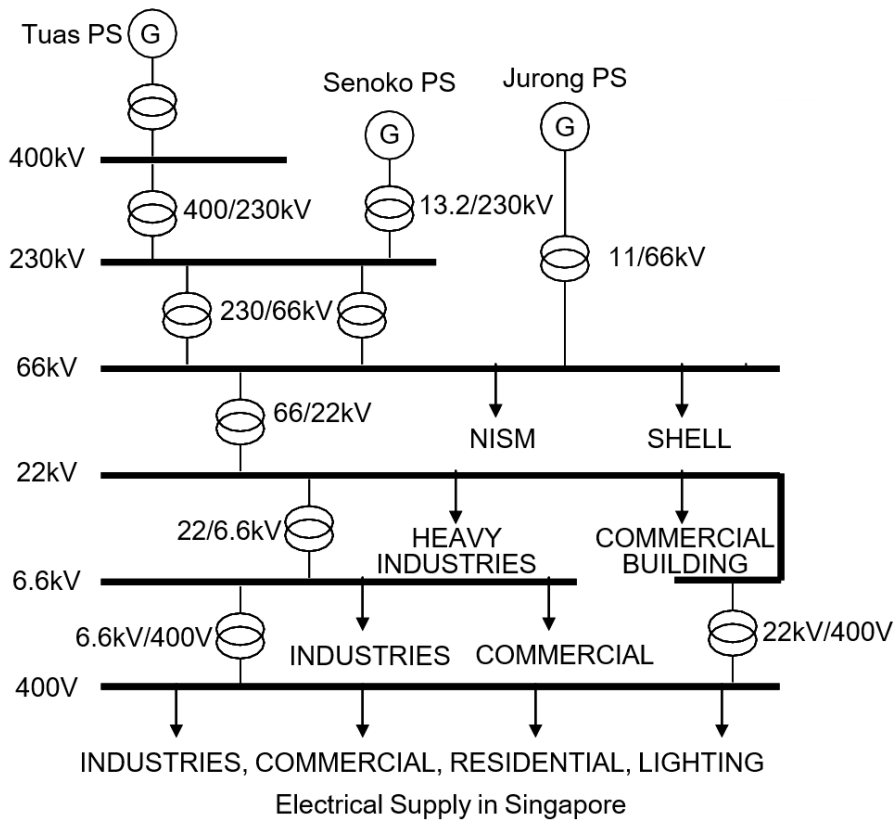 Tuas PS
G
Senoko PS
Jurong PS
G
G
400kV
400/230kV
13.2/230kV
230kV
11/66kV
230/66kV
66kV
66/22kV
NISM
SHELL
22kV
22/6.6kV
HEAVY
INDUSTRIES
COMMERCIAL
BUILDING
6.6kV
6.6kV/400V
INDUSTRIES
COMMERCIAL
22kV/400V
400V
INDUSTRIES, COMMERCIAL, RESIDENTIAL, LIGHTING
Electrical Supply in Singapore